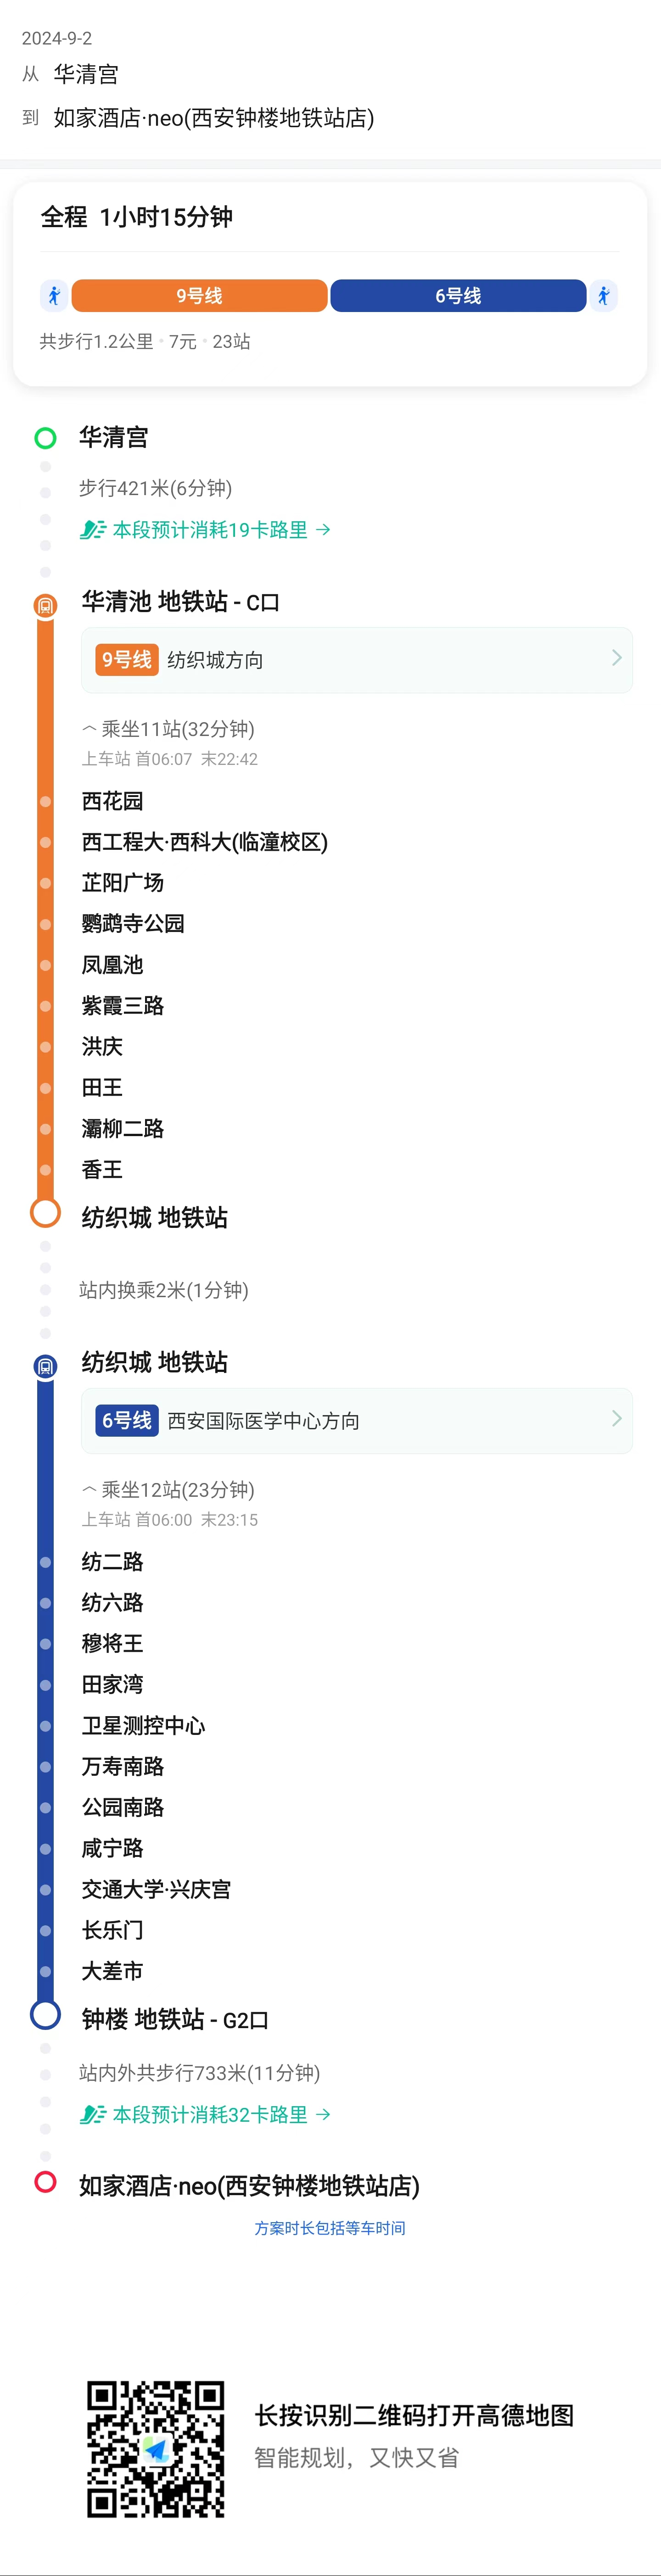 2024-9-2
从 华清宫
到 如家酒店·neo(西安钟楼地铁站店)
全程 1小时15分钟
9号线 6号线
共步行1.2公里·7元·23站
华清宫
步行421米(6分钟)
本段预计消耗19卡路里
华清池 地铁站 - C口
9号线 纺织城方向
乘坐11站(32分钟)
上车站 首06:07 末22:42
西花园
西工程大·西科大(临潼校区)
芷阳广场
鹦鹉寺公园
凤凰池
紫霞三路
洪庆
田王
灞柳二路
香王
纺织城 地铁站
站内换乘2米(1分钟)
纺织城 地铁站
6号线 西安国际医学中心方向
乘坐12站(23分钟)
上车站 首06:00 末23:15
纺二路
纺六路
穆将王
田家湾
卫星测控中心
万寿南路
公园南路
咸宁路
交通大学·兴庆宫
长乐门
大差市
钟楼 地铁站 - G2口
站内外共步行733米(11分钟)
本段预计消耗32卡路里
如家酒店·neo(西安钟楼地铁站店)
方案时长包括等车时间
长按识别二维码打开高德地图
智能规划，又快又省